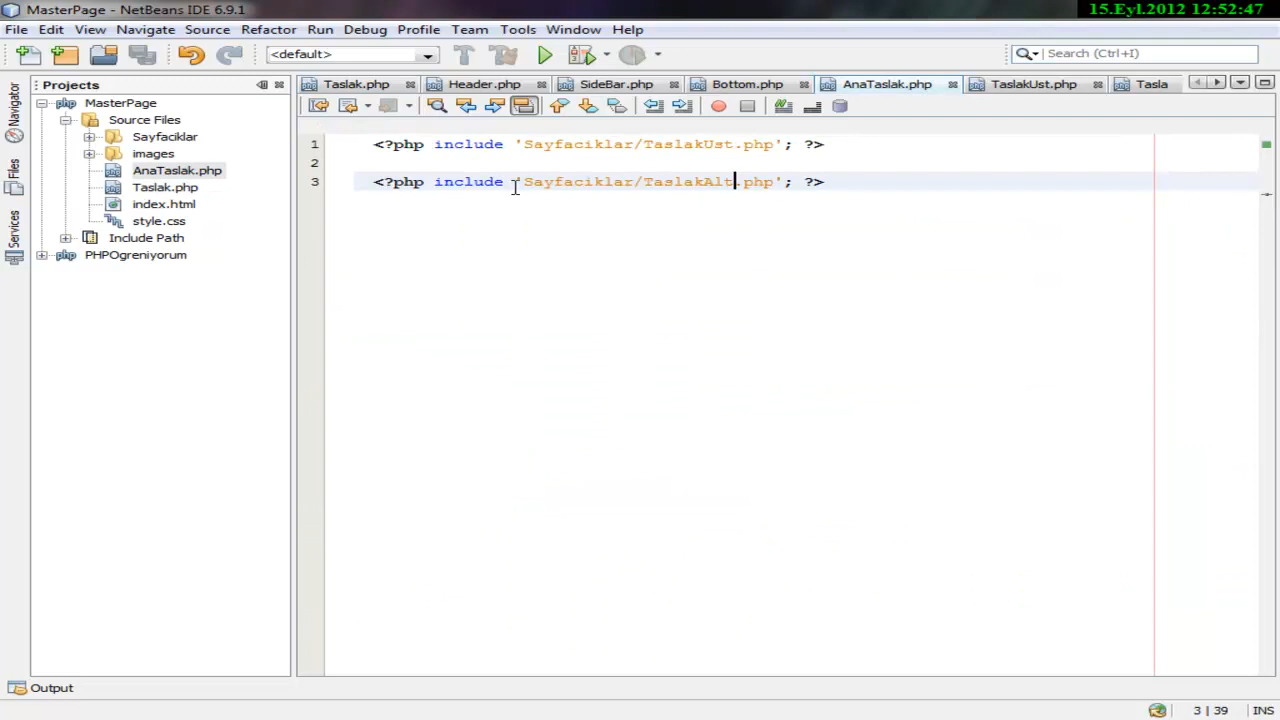 MasterPage - NetBeans IDE 6.9.1
15.Eyl.2012 12:52:47
File Edit View Navigate Source Refactor Run Debug Profile Team Tools Window Help
<default>
Search (Ctrl+I)
Projects
Taslak.php Header.php SideBar.php Bottom.php AnaTaslak.php TaslakUst.php Tasla
Navigator
Files
Services
MasterPage
Source Files
Sayfaciklar
images
AnaTaslak.php
Taslak.php
index.html
style.css
Include Path
PHPOgreniyorum
1 <?php include 'Sayfaciklar/TaslakUst.php'; ?>
2
3 <?php include 'Sayfaciklar/TaslakAlt.php'; ?>
Output
3 | 39 INS